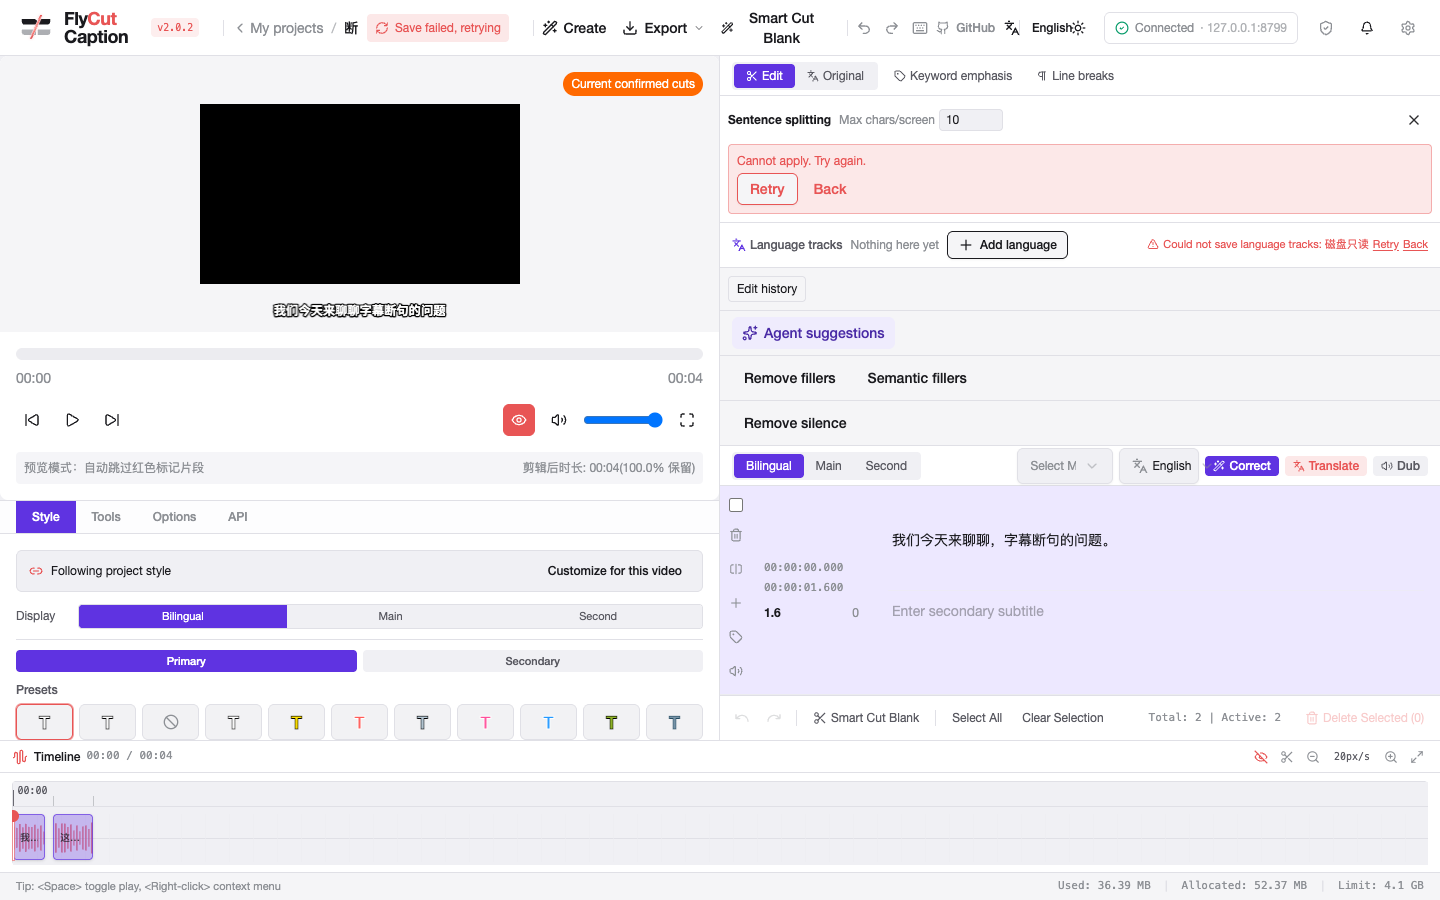 FlyCut Caption
v2.0.2
My projects / 断
Save failed, retrying
Create
Export
Smart Cut Blank
GitHub
English
Connected · 127.0.0.1:8799
Current confirmed cuts
我们今天来聊聊字幕断句的问题
00:00
00:04
预览模式: 自动跳过红色标记片段
剪辑后时长: 00:04(100.0% 保留)
Style
Tools
Options
API
Following project style
Customize for this video
Display
Bilingual
Main
Second
Primary
Secondary
Presets
T T T T T T T T T T
Edit
Original
Keyword emphasis
Line breaks
Sentence splitting
Max chars/screen
10
Cannot apply. Try again.
Retry
Back
Language tracks
Nothing here yet
Add language
Could not save language tracks: 磁盘只读 Retry Back
Edit history
Agent suggestions
Remove fillers
Semantic fillers
Remove silence
Bilingual
Main
Second
Select M
English
Correct
Translate
Dub
我们今天来聊聊，字幕断句的问题。
00:00:00.000
00:00:01.600
1.6
0
Enter secondary subtitle
Smart Cut Blank
Select All
Clear Selection
Total: 2 | Active: 2
Delete Selected (0)
Timeline
00:00 / 00:04
20px/s
00:00
我...
这...
Tip: <Space> toggle play, <Right-click> context menu
Used: 36.39 MB
Allocated: 52.37 MB
Limit: 4.1 GB